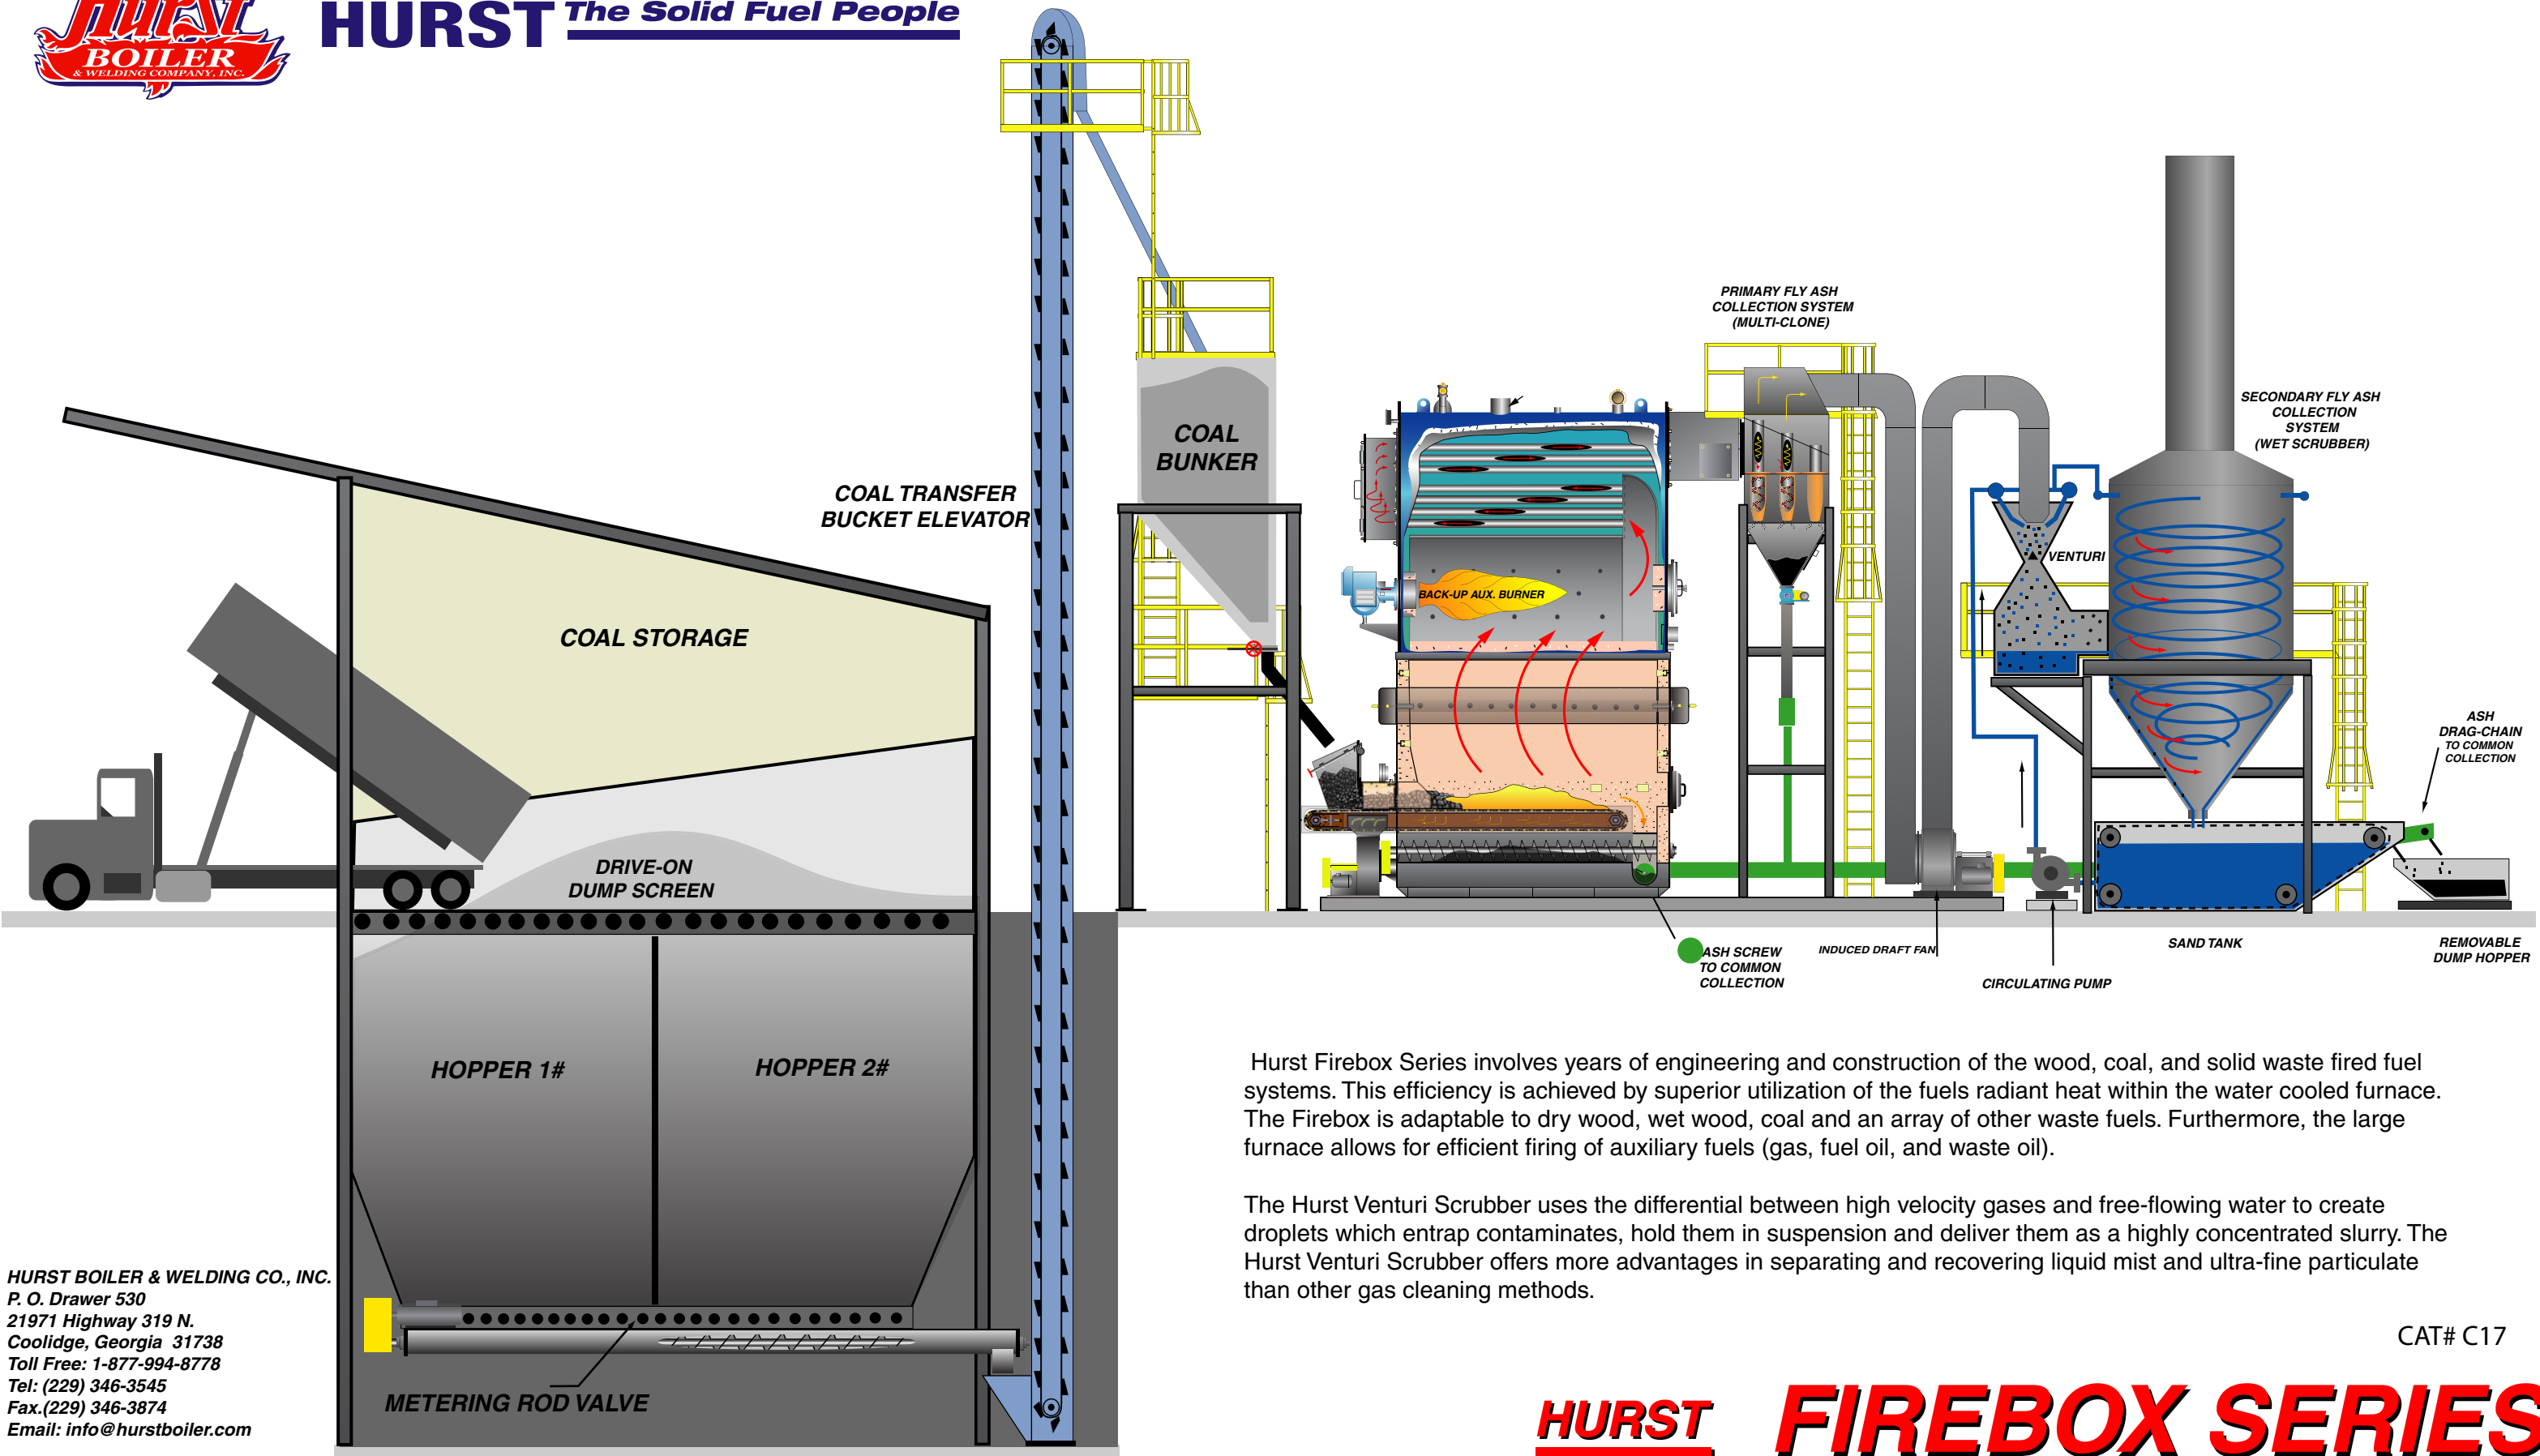 Hurst
BOILER
& WELDING COMPANY, INC.
HURST The Solid Fuel People
PRIMARY FLY ASH
COLLECTION SYSTEM
(MULTI-CLONE)
SECONDARY FLY ASH
COLLECTION
SYSTEM
(WET SCRUBBER)
COAL
BUNKER
COAL TRANSFER
BUCKET ELEVATOR
VENTURI
BACK-UP AUX. BURNER
COAL STORAGE
ASH
DRAG-CHAIN
TO COMMON
COLLECTION
DRIVE-ON
DUMP SCREEN
ASH SCREW
TO COMMON
COLLECTION
INDUCED DRAFT FAN
CIRCULATING PUMP
SAND TANK
REMOVABLE
DUMP HOPPER
HOPPER 1#
HOPPER 2#
METERING ROD VALVE
Hurst Firebox Series involves years of engineering and construction of the wood, coal, and solid waste fired fuel
systems. This efficiency is achieved by superior utilization of the fuels radiant heat within the water cooled furnace.
The Firebox is adaptable to dry wood, wet wood, coal and an array of other waste fuels. Furthermore, the large
furnace allows for efficient firing of auxiliary fuels (gas, fuel oil, and waste oil).
The Hurst Venturi Scrubber uses the differential between high velocity gases and free-flowing water to create
droplets which entrap contaminates, hold them in suspension and deliver them as a highly concentrated slurry. The
Hurst Venturi Scrubber offers more advantages in separating and recovering liquid mist and ultra-fine particulate
than other gas cleaning methods.
HURST BOILER & WELDING CO., INC.
P. O. Drawer 530
21971 Highway 319 N.
Coolidge, Georgia 31738
Toll Free: 1-877-994-8778
Tel: (229) 346-3545
Fax.(229) 346-3874
Email: info@hurstboiler.com
CAT# C17
HURST FIREBOX SERIES